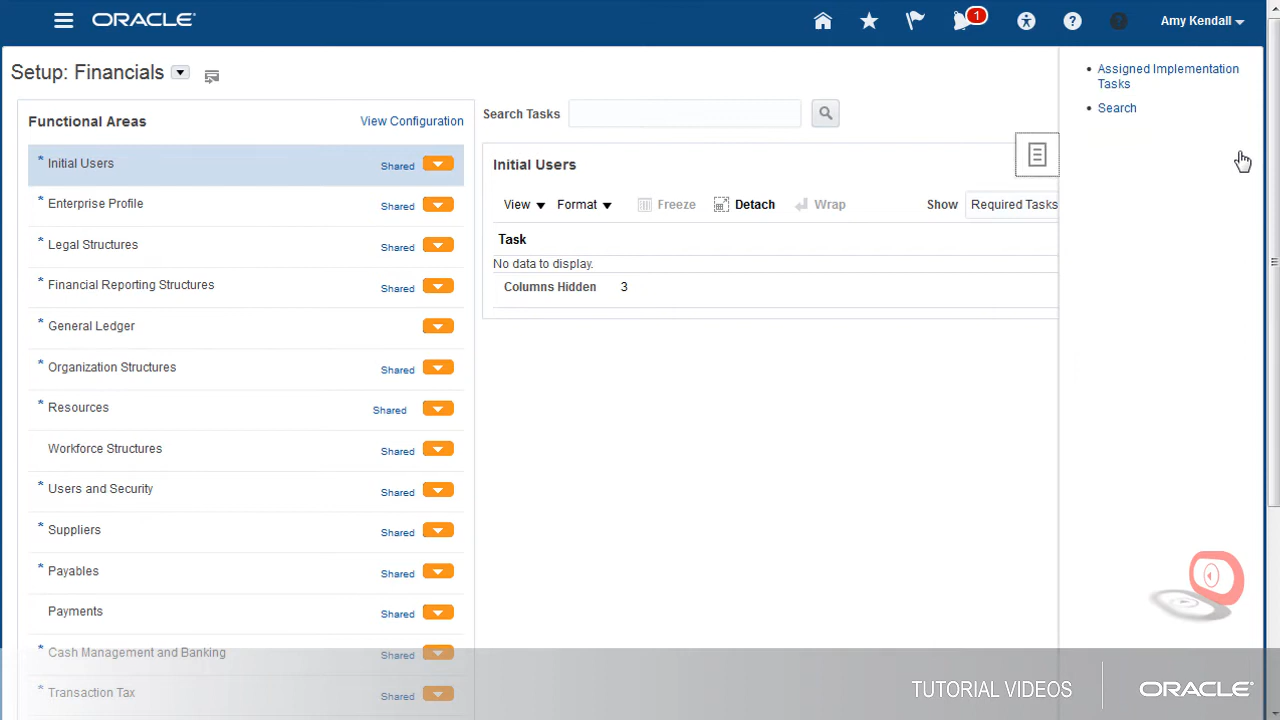 ORACLE
1
?
?
Amy Kendall
Setup: Financials
Functional Areas
View Configuration
* Initial Users Shared
* Enterprise Profile Shared
* Legal Structures Shared
* Financial Reporting Structures Shared
* General Ledger
* Organization Structures Shared
* Resources Shared
Workforce Structures Shared
* Users and Security Shared
* Suppliers Shared
* Payables Shared
Payments Shared
* Cash Management and Banking Shared
* Transaction Tax Shared
Search Tasks
Initial Users
View Format Freeze Detach Wrap Show Required Tasks
Task
No data to display.
Columns Hidden 3
• Assigned Implementation
Tasks
• Search
TUTORIAL VIDEOS
ORACLE